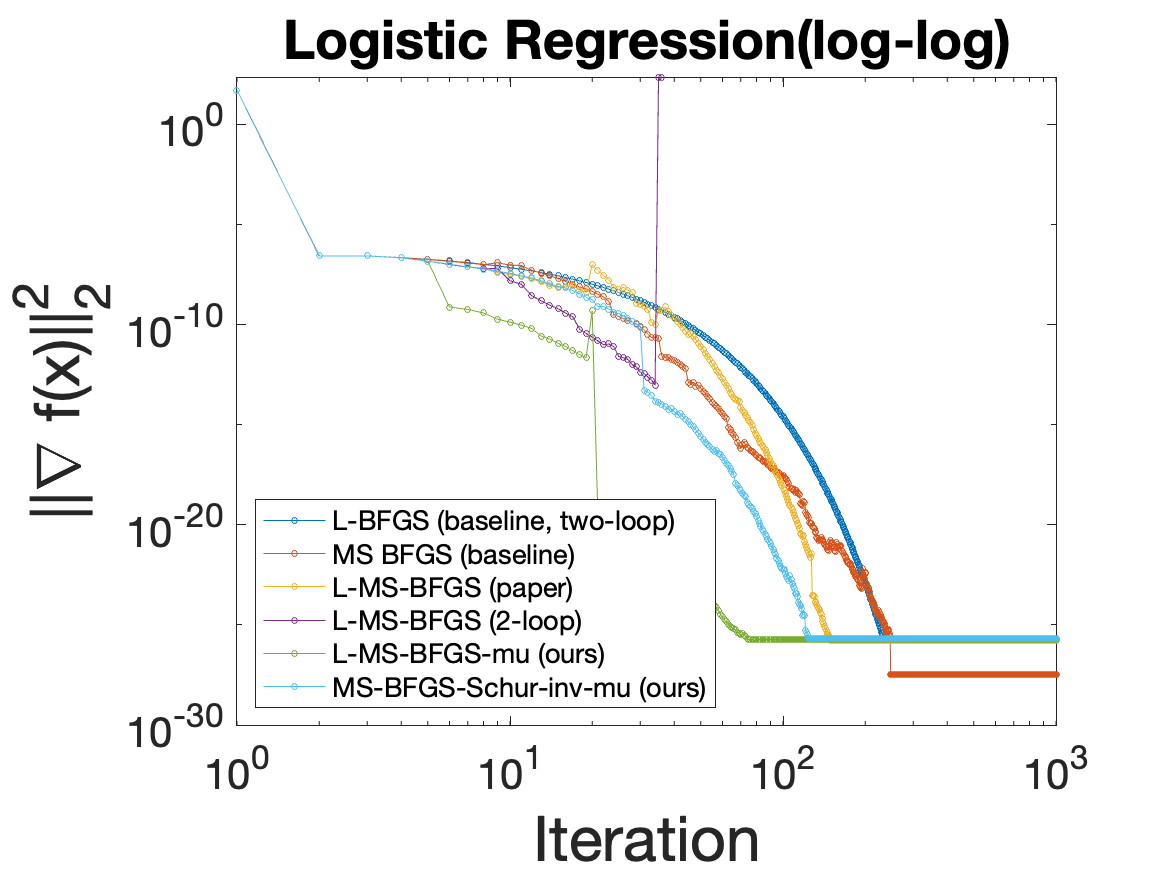 Logistic Regression(log-log)
10^0
10^-10
10^-20
10^-30
||∇ f(x)||_2^2
L-BFGS (baseline, two-loop)
MS BFGS (baseline)
L-MS-BFGS (paper)
L-MS-BFGS (2-loop)
L-MS-BFGS-mu (ours)
MS-BFGS-Schur-inv-mu (ours)
10^0 10^1 10^2 10^3
Iteration